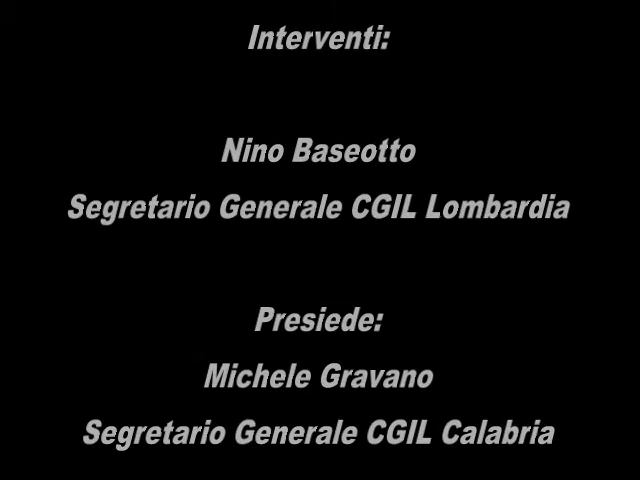 Interventi:
Nino Baseotto
Segretario Generale CGIL Lombardia
Presiede:
Michele Gravano
Segretario Generale CGIL Calabria